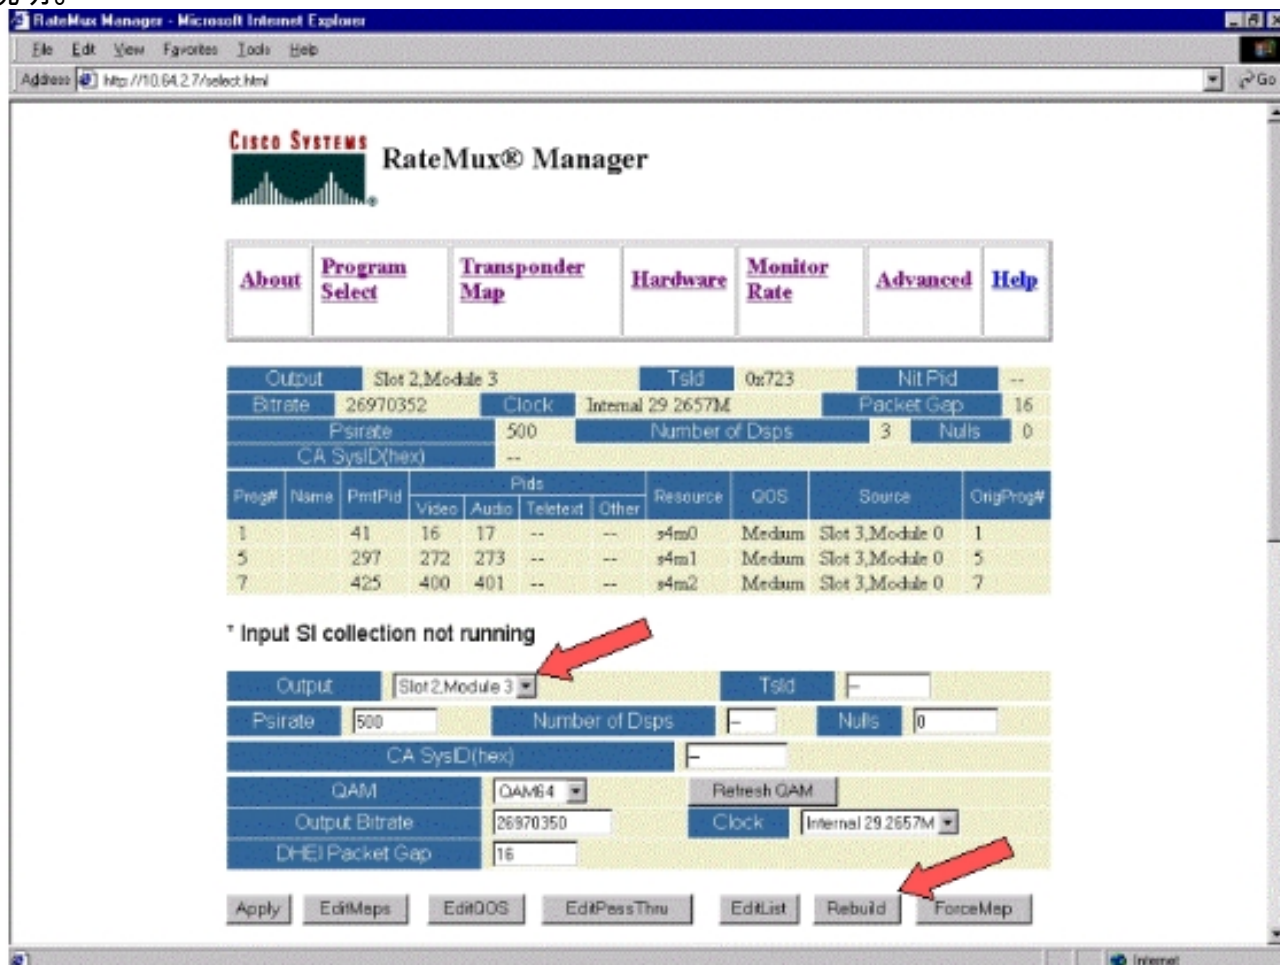 RateMux Manager - Microsoft Internet Explorer
File Edit View Favorites Tools Help
Address http://10.64.2.7/select.html Go
CISCO SYSTEMS
RateMux® Manager
About Program Select Transponder Map Hardware Monitor Rate Advanced Help
Output Slot 2,Module 3 TsId 0x723 Nit Pid --
Bitrate 26970352 Clock Internal 29.2657M Packet Gap 16
Psirate 500 Number of Dsps 3 Nulls 0
CA SysID(hex) --
Prog# Name PmtPid Pids Resource QOS Source OrigProg#
Video Audio Teletext Other
1 41 16 17 -- -- s4m0 Medium Slot 3,Module 0 1
5 297 272 273 -- -- s4m1 Medium Slot 3,Module 0 5
7 425 400 401 -- -- s4m2 Medium Slot 3,Module 0 7
* Input SI collection not running
Output Slot 2,Module 3 TsId --
Psirate 500 Number of Dsps -- Nulls 0
CA SysID(hex) --
QAM QAM64 Refresh QAM
Output Bitrate 26970350 Clock Internal 29.2657M
DHEI Packet Gap 16
Apply EditMaps EditQOS EditPassThru EditList Rebuild ForceMap
Internet